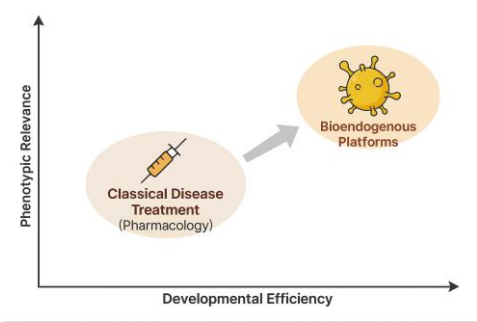 Phenotypic Relevance
Bioendogenous
Platforms
Classical Disease
Treatment
(Pharmacology)
Developmental Efficiency